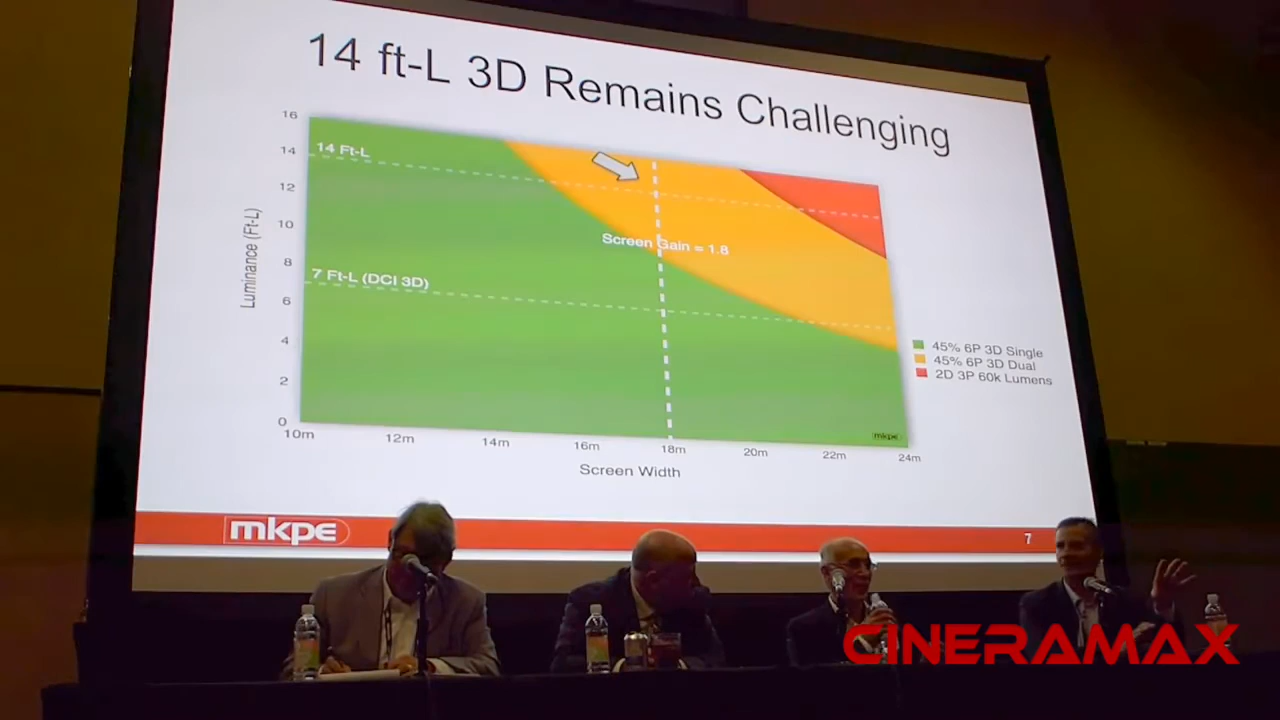 14 ft-L 3D Remains Challenging
16
14
12
10
8
6
4
2
0
Luminance (Ft-L)
14 Ft-L
Screen Gain = 1.8
7 Ft-L (DCI 3D)
45% 6P 3D Single
45% 6P 3D Dual
2D 3P 60k Lumens
mkpe
10m
12m
14m
16m
18m
20m
22m
24m
Screen Width
mkpe
7
CINERAMAX